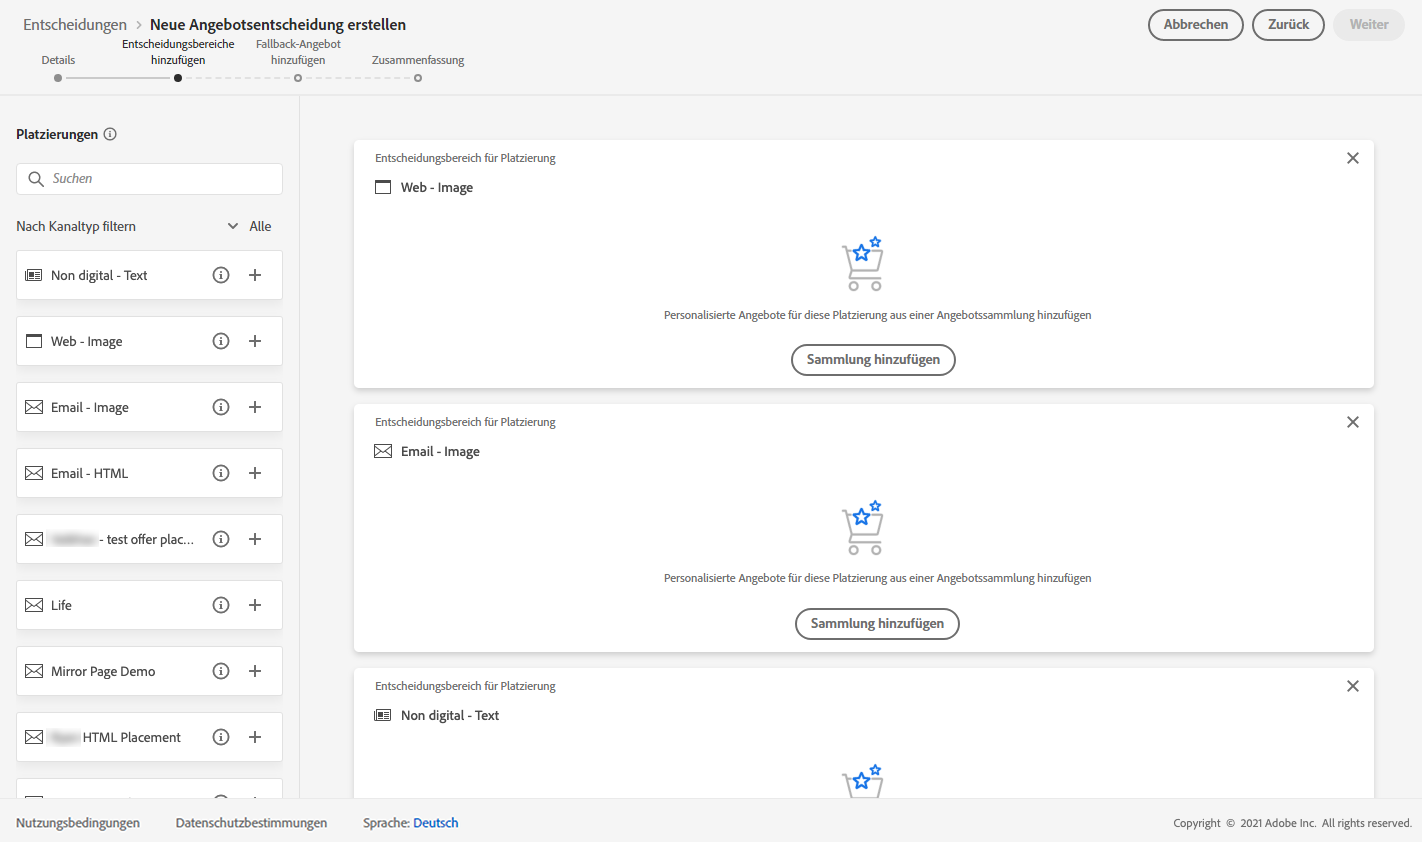 Entscheidungen > Neue Angebotsentscheidung erstellen
Abbrechen
Zurück
Weiter
Details
Entscheidungsbereiche
hinzufügen
Fallback-Angebot
hinzufügen
Zusammenfassung
Platzierungen
Suchen
Nach Kanaltyp filtern
Alle
Non digital - Text
Web - Image
Email - Image
Email - HTML
- test offer plac...
Life
Mirror Page Demo
HTML Placement
Entscheidungsbereich für Platzierung
Web - Image
Personalisierte Angebote für diese Platzierung aus einer Angebotssammlung hinzufügen
Sammlung hinzufügen
Entscheidungsbereich für Platzierung
Email - Image
Personalisierte Angebote für diese Platzierung aus einer Angebotssammlung hinzufügen
Sammlung hinzufügen
Entscheidungsbereich für Platzierung
Non digital - Text
Nutzungsbedingungen
Datenschutzbestimmungen
Sprache: Deutsch
Copyright © 2021 Adobe Inc. All rights reserved.